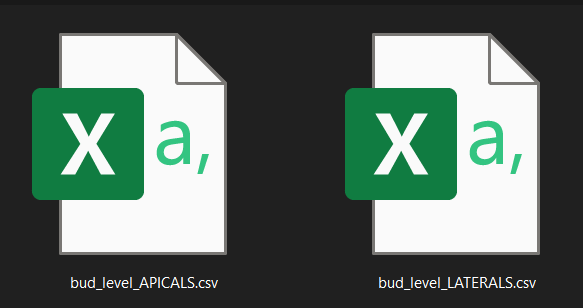 X a,
X a,
bud_level_APICALS.csv
bud_level_LATERALS.csv